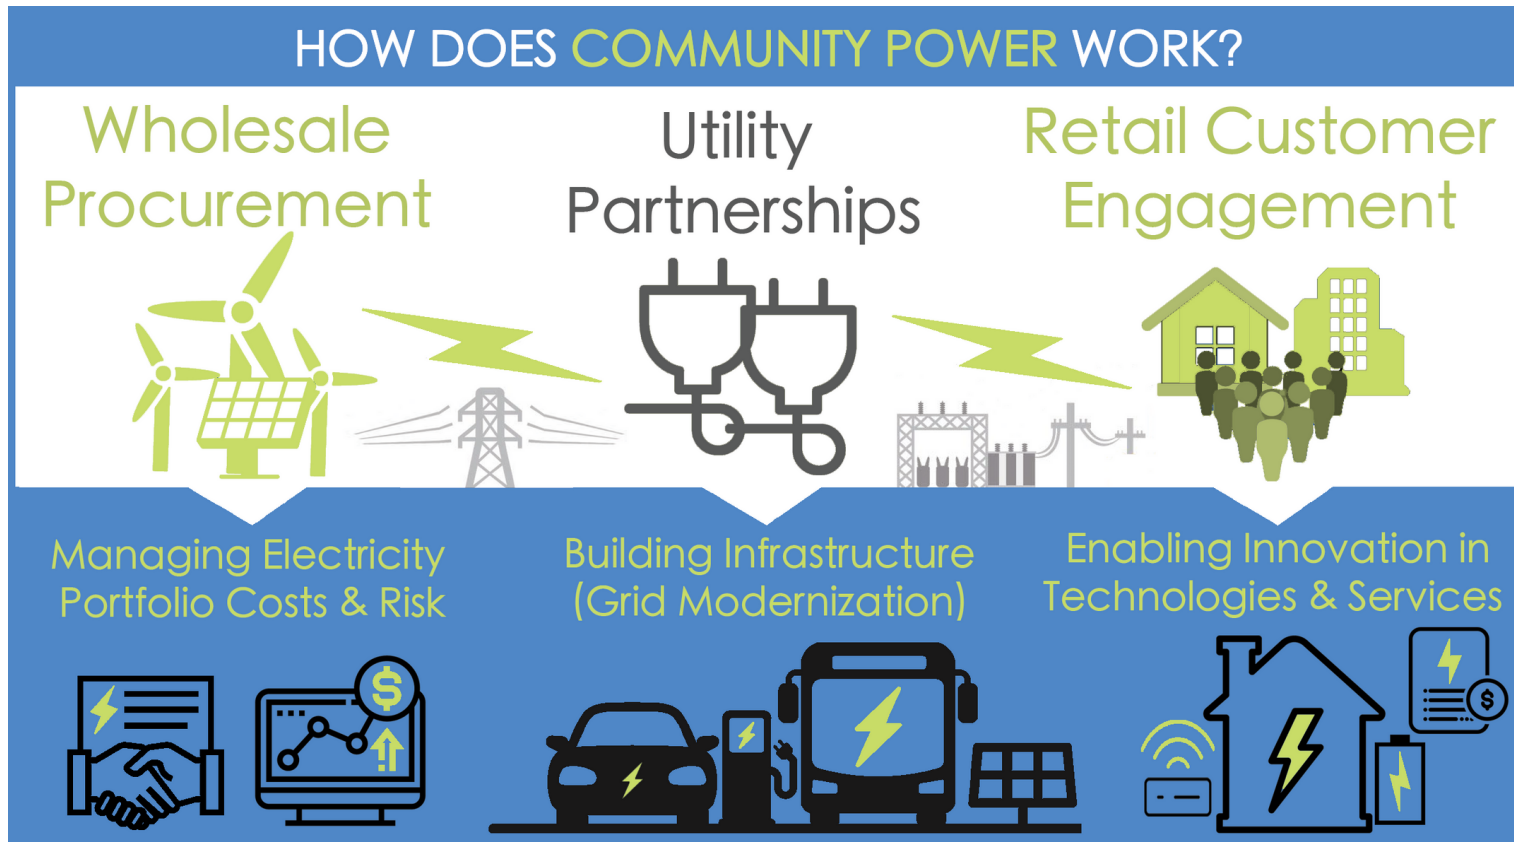 HOW DOES COMMUNITY POWER WORK?
Wholesale
Procurement
Utility
Partnerships
Retail Customer
Engagement
Managing Electricity
Portfolio Costs & Risk
Building Infrastructure
(Grid Modernization)
Enabling Innovation in
Technologies & Services
$
$